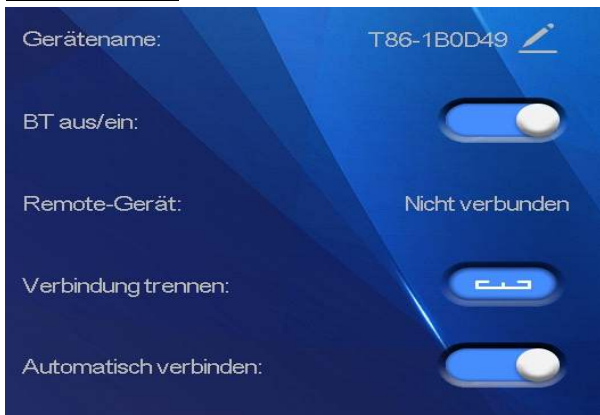 Gerätename: T86-1B0D49
BT aus/ein:
Remote-Gerät: Nicht verbunden
Verbindung trennen:
Automatisch verbinden: